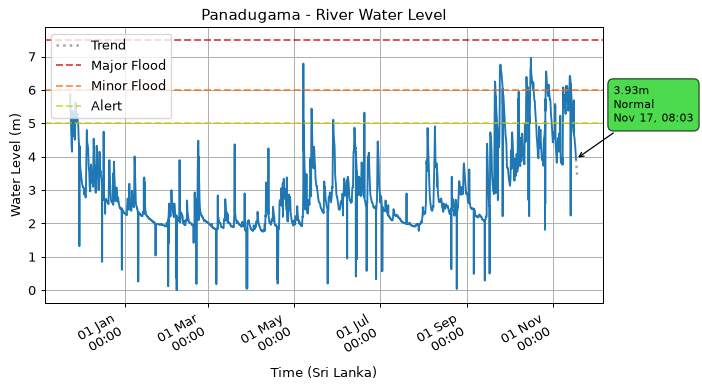 Panadugama - River Water Level
Trend
Major Flood
Minor Flood
Alert
3.93m
Normal
Nov 17, 08:03
Water Level (m)
7
6
5
4
3
2
1
0
01 Jan
00:00
01 Mar
00:00
01 May
00:00
01 Jul
00:00
01 Sep
00:00
01 Nov
00:00
Time (Sri Lanka)